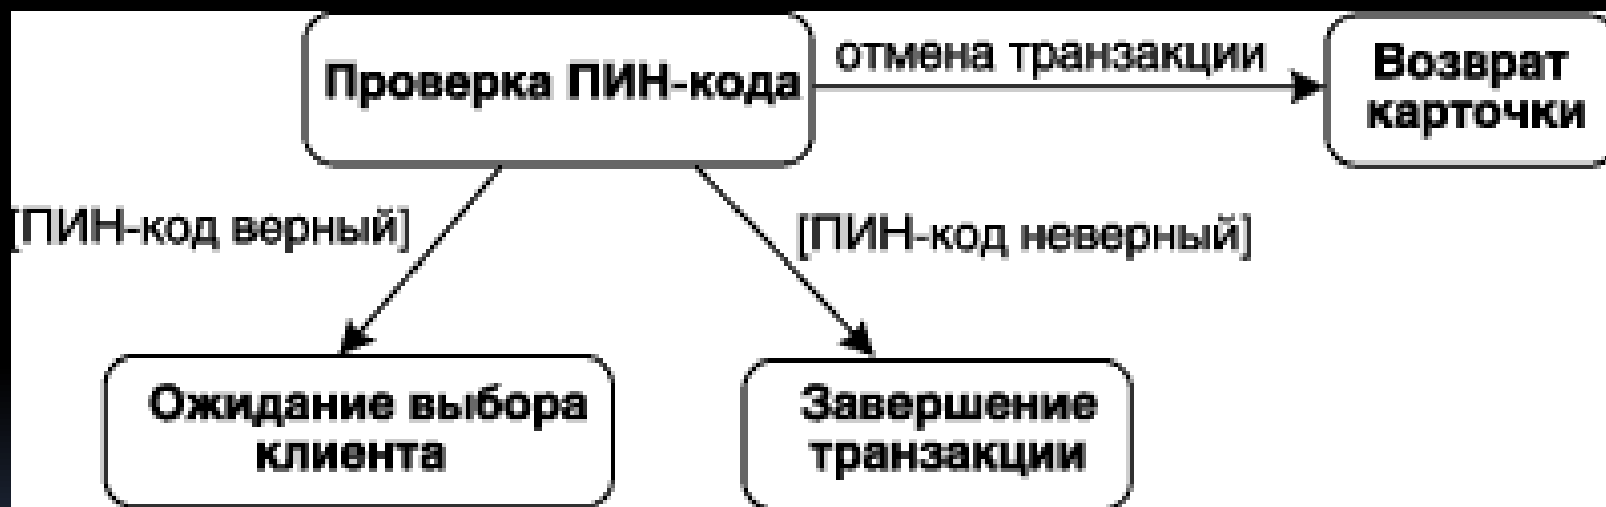 Проверка ПИН-кода
отмена транзакции
Возврат
карточки
[ПИН-код верный]
[ПИН-код неверный]
Ожидание выбора
клиента
Завершение
транзакции